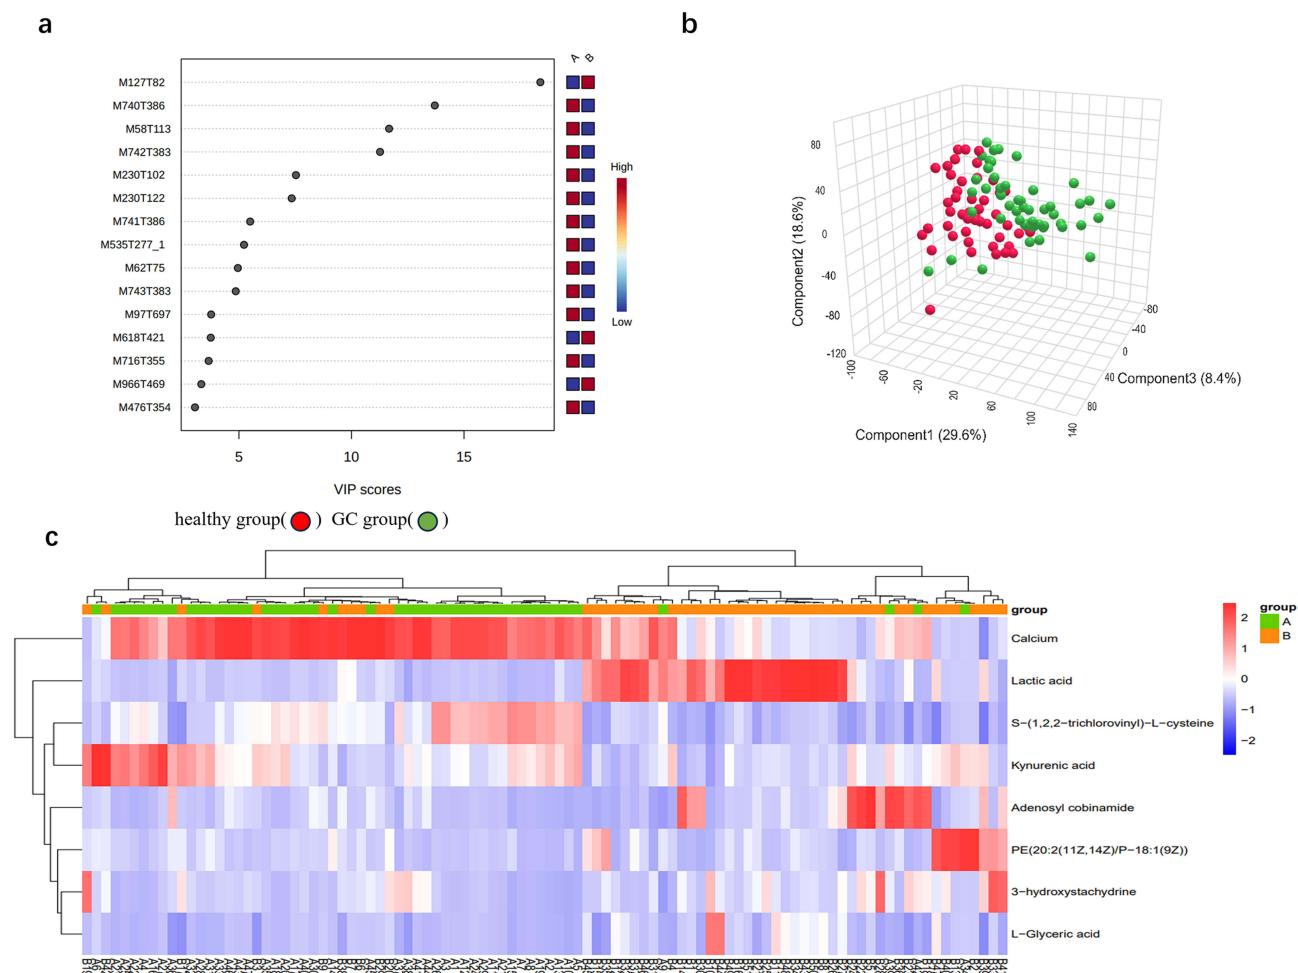 a
A B
M127T82
M740T386
M58T113
M742T383
M230T102
M230T122
M741T386
M535T277_1
M62T75
M743T383
M97T697
M618T421
M716T355
M966T469
M476T354
High
Low
5 10 15
VIP scores
b
80
40
0
-40
-80
-120
Component2 (18.6%)
-100 -60 -20 20 60 100 140
Component1 (29.6%)
-80
-40
0
40
80
Component3 (8.4%)
healthy group( ) GC group( )
c
group
Calcium
Lactic acid
S-(1,2,2-trichlorovinyl)-L-cysteine
Kynurenic acid
Adenosyl cobinamide
PE(20:2(11Z,14Z)/P-18:1(9Z))
3-hydroxystachydrine
L-Glyceric acid
2
1
0
-1
-2
group
A
B